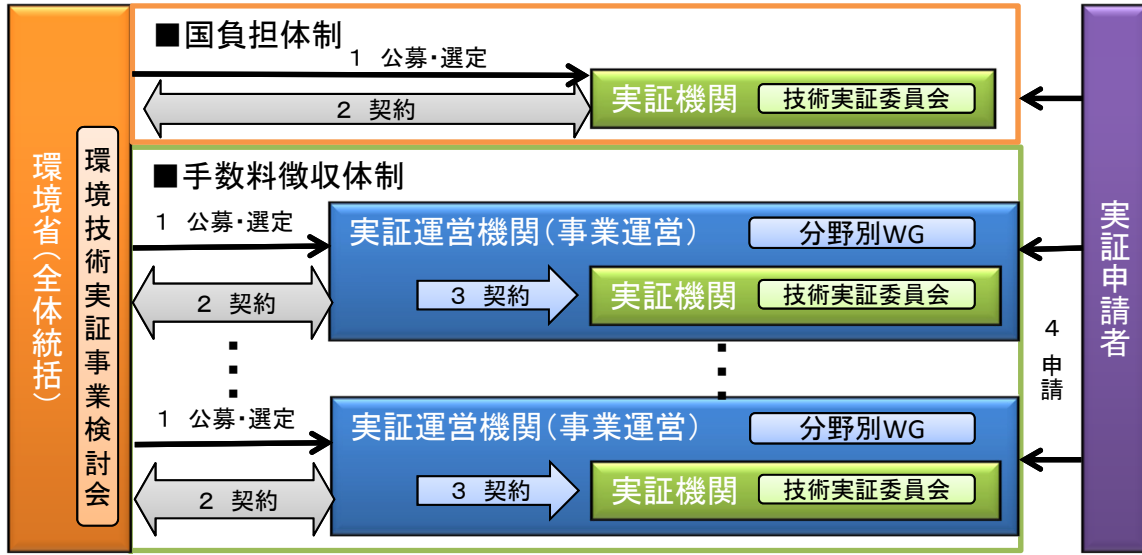 環境省(全体統括)
環境技術実証事業検討会
■国負担体制
1 公募・選定
2 契約
実証機関
技術実証委員会
■手数料徴収体制
1 公募・選定
2 契約
実証運営機関(事業運営)
分野別WG
3 契約
実証機関
技術実証委員会
1 公募・選定
2 契約
実証運営機関(事業運営)
分野別WG
3 契約
実証機関
技術実証委員会
4 申請
実証申請者